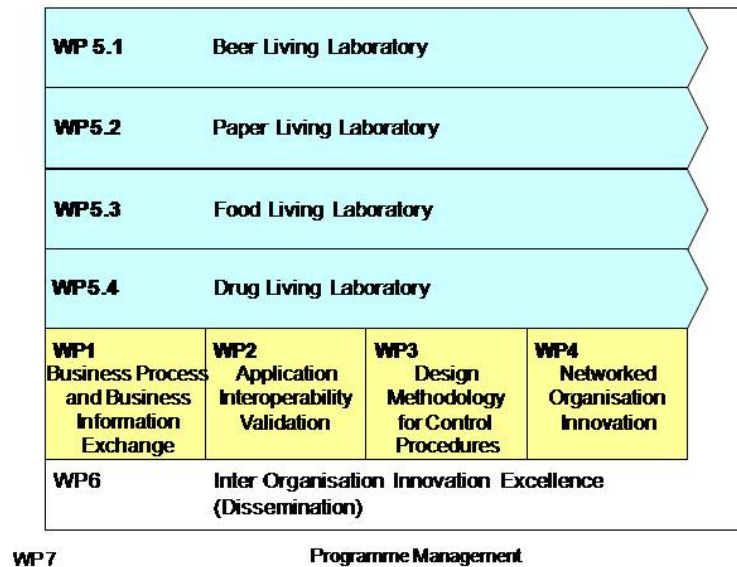 WP 5.1 Beer Living Laboratory
WP5.2 Paper Living Laboratory
WP5.3 Food Living Laboratory
WP5.4 Drug Living Laboratory
WP1
Business Process
and Business
Information
Exchange
WP2
Application
Interoperability
Validation
WP3
Design
Methodology
for Control
Procedures
WP4
Networked
Organisation
Innovation
WP6 Inter Organisation Innovation Excellence
(Dissemination)
WP7 Programme Management